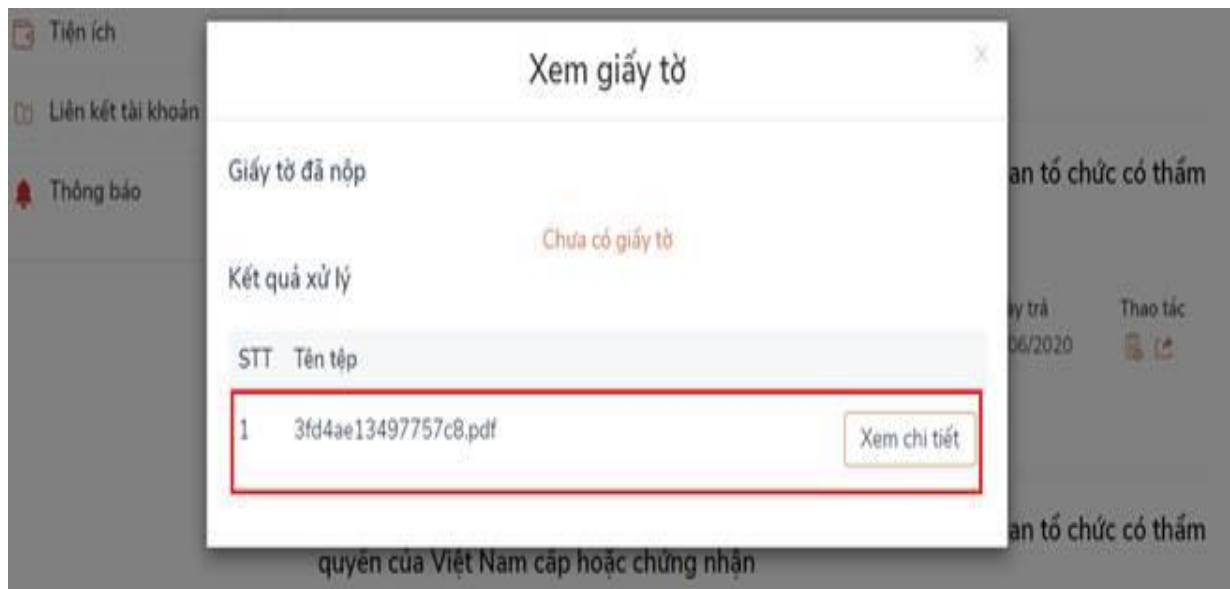 Tiện ích
Liên kết tài khoản
Thông báo
Xem giấy tờ
Giấy tờ đã nộp
Chưa có giấy tờ
Kết quả xử lý
STT Tên tệp
1 3fd4ae13497757c8.pdf Xem chi tiết
tổ chức có thẩm
trả Thao tác
06/2020
tổ chức có thẩm
quyền của Việt Nam cấp hoặc chứng nhận